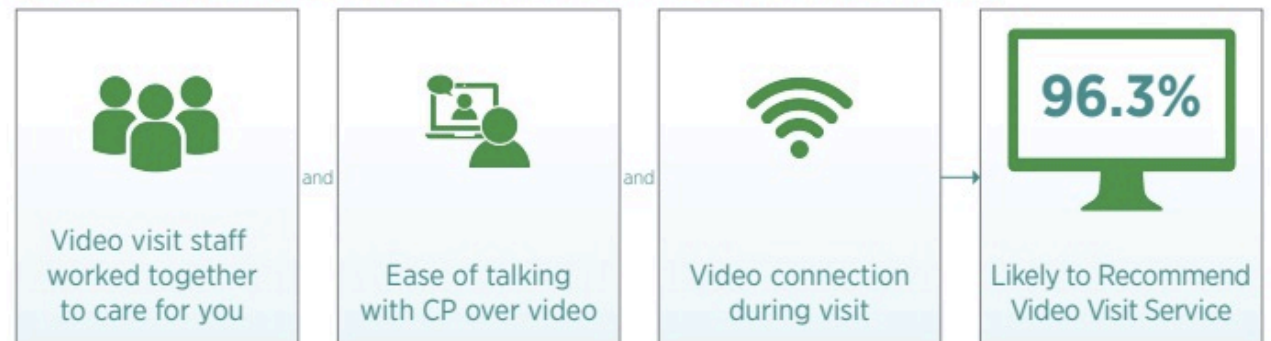 Video visit staff
worked together
to care for you
and
Ease of talking
with CP over video
and
Video connection
during visit
96.3%
Likely to Recommend
Video Visit Service